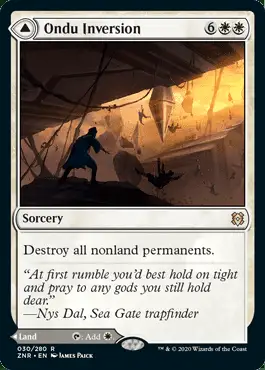 Ondu Inversion 6
Sorcery
Destroy all nonland permanents.
“At first rumble you’d best hold on tight
and pray to any gods you still hold
dear.”
—Nys Dal, Sea Gate trapfinder
Land : Add
030/280 R
ZNR • EN James Paick ™ & © 2020 Wizards of the Coast